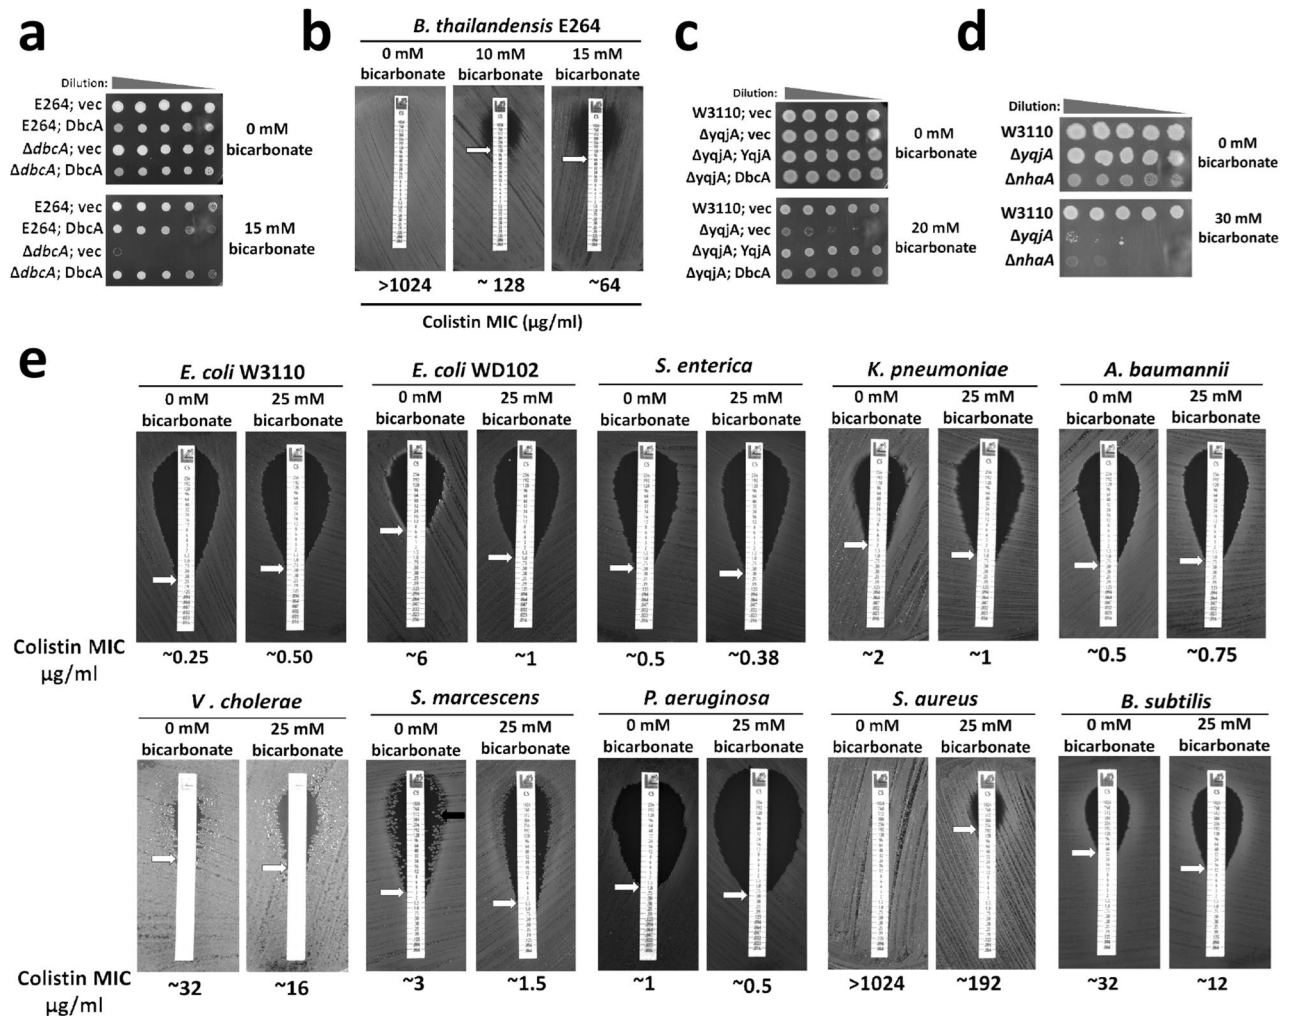 a
Dilution:
E264; vec
E264; DbcA
ΔdbcA; vec
ΔdbcA; DbcA
0 mM
bicarbonate
E264; vec
E264; DbcA
ΔdbcA; vec
ΔdbcA; DbcA
15 mM
bicarbonate
b
B. thailandensis E264
0 mM 10 mM 15 mM
bicarbonate bicarbonate bicarbonate
>1024 ~ 128 ~64
Colistin MIC (µg/ml)
c
Dilution:
W3110; vec
ΔyqjA; vec
ΔyqjA; YqjA
ΔyqjA; DbcA
0 mM
bicarbonate
W3110; vec
ΔyqjA; vec
ΔyqjA; YqjA
ΔyqjA; DbcA
20 mM
bicarbonate
d
Dilution:
W3110
ΔyqjA
ΔnhaA
0 mM
bicarbonate
W3110
ΔyqjA
ΔnhaA
30 mM
bicarbonate
e
E. coli W3110 E. coli WD102 S. enterica K. pneumoniae A. baumannii
0 mM 25 mM 0 mM 25 mM 0 mM 25 mM 0 mM 25 mM 0 mM 25 mM
bicarbonate bicarbonate bicarbonate bicarbonate bicarbonate bicarbonate bicarbonate bicarbonate bicarbonate bicarbonate
Colistin MIC ~0.25 ~0.50 ~6 ~1 ~0.5 ~0.38 ~2 ~1 ~0.5 ~0.75
µg/ml
V . cholerae S. marcescens P. aeruginosa S. aureus B. subtilis
0 mM 25 mM 0 mM 25 mM 0 mM 25 mM 0 mM 25 mM 0 mM 25 mM
bicarbonate bicarbonate bicarbonate bicarbonate bicarbonate bicarbonate bicarbonate bicarbonate bicarbonate bicarbonate
Colistin MIC ~32 ~16 ~3 ~1.5 ~1 ~0.5 >1024 ~192 ~32 ~12
µg/ml